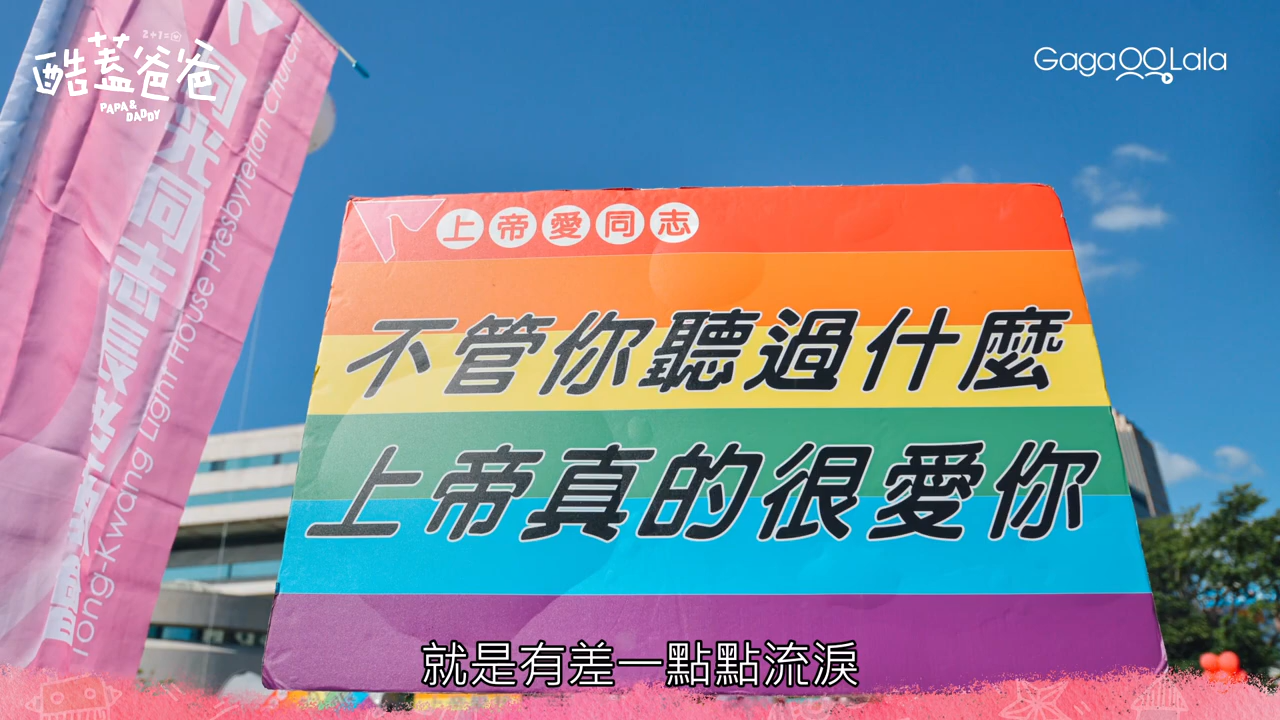 2+1=
酷蓋爸爸
PAPA &
DADDY
GagaOOLala
Tong-Kwang Light House Presbyterian Church
上帝愛同志
不管你聽過什麼
上帝真的很愛你
就是有差一點點流淚